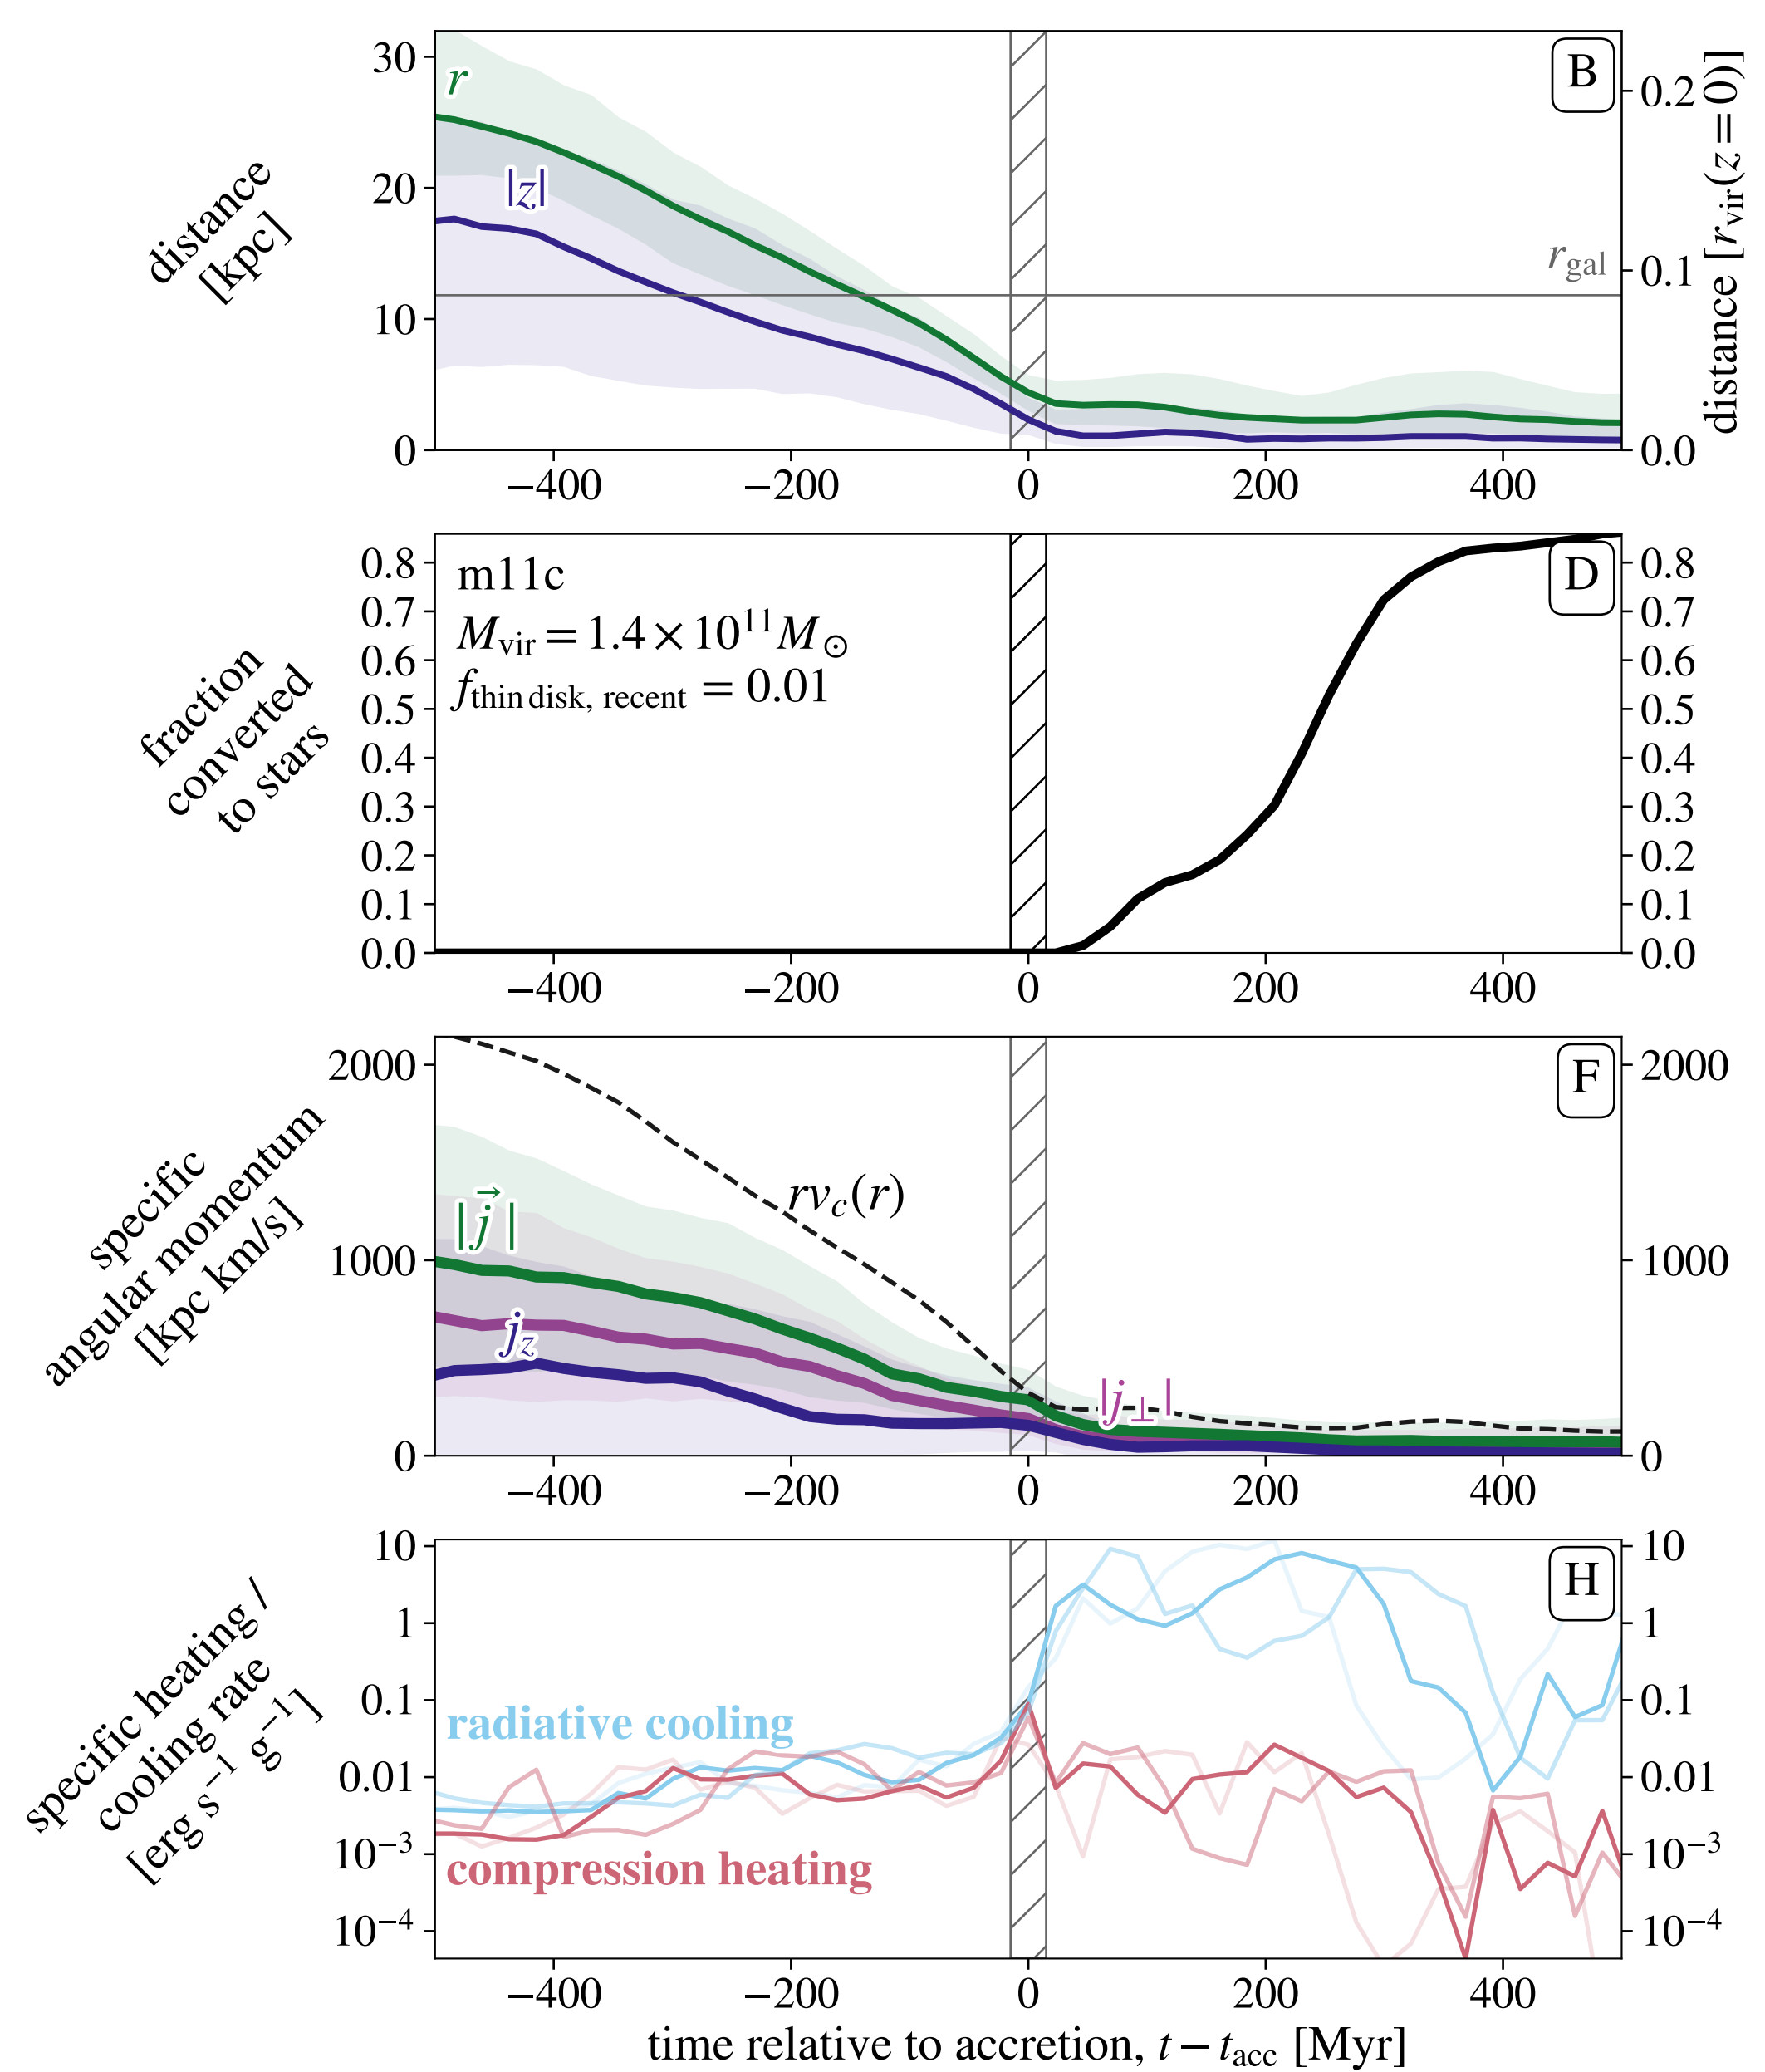 B
distance
[kpc]
30
20
10
0
r
|z|
r_gal
0.2
0.1
0.0
distance [r_vir(z=0)]
−400 −200 0 200 400
D
fraction
converted
to stars
0.8
0.7
0.6
0.5
0.4
0.3
0.2
0.1
0.0
m11c
M_vir = 1.4 × 10^11 M_⊙
f_thin disk, recent = 0.01
0.8
0.7
0.6
0.5
0.4
0.3
0.2
0.1
0.0
−400 −200 0 200 400
F
specific
angular momentum
[kpc km/s]
2000
1000
0
rv_c(r)
|j⃗|
j_z
|j_⊥|
2000
1000
0
−400 −200 0 200 400
H
specific heating /
cooling rate
[erg s⁻¹ g⁻¹]
10
1
0.1
0.01
10⁻³
10⁻⁴
radiative cooling
compression heating
10
1
0.1
0.01
10⁻³
10⁻⁴
−400 −200 0 200 400
time relative to accretion, t − t_acc [Myr]